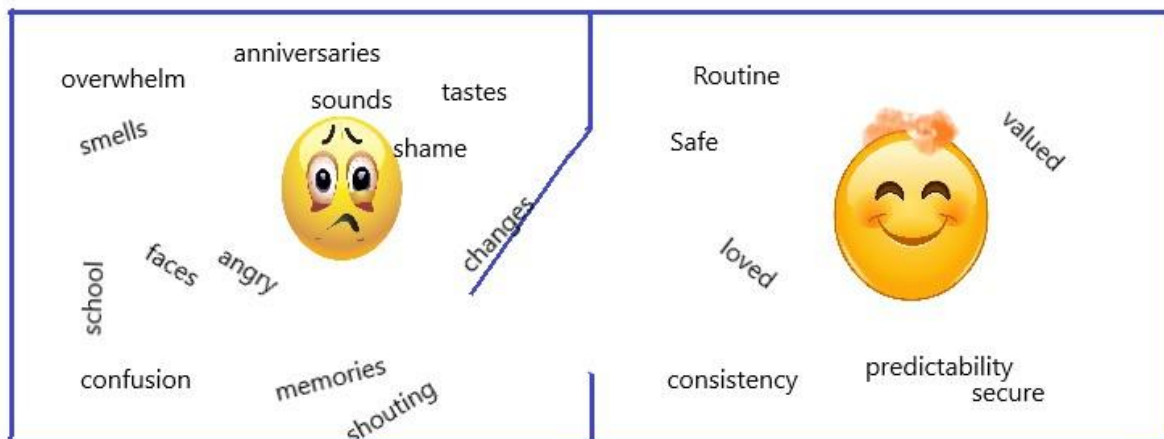 anniversaries
overwhelm
sounds
tastes
smells
shame
changes
faces
angry
school
confusion
memories
shouting
Routine
Safe
valued
loved
consistency
predictability
secure